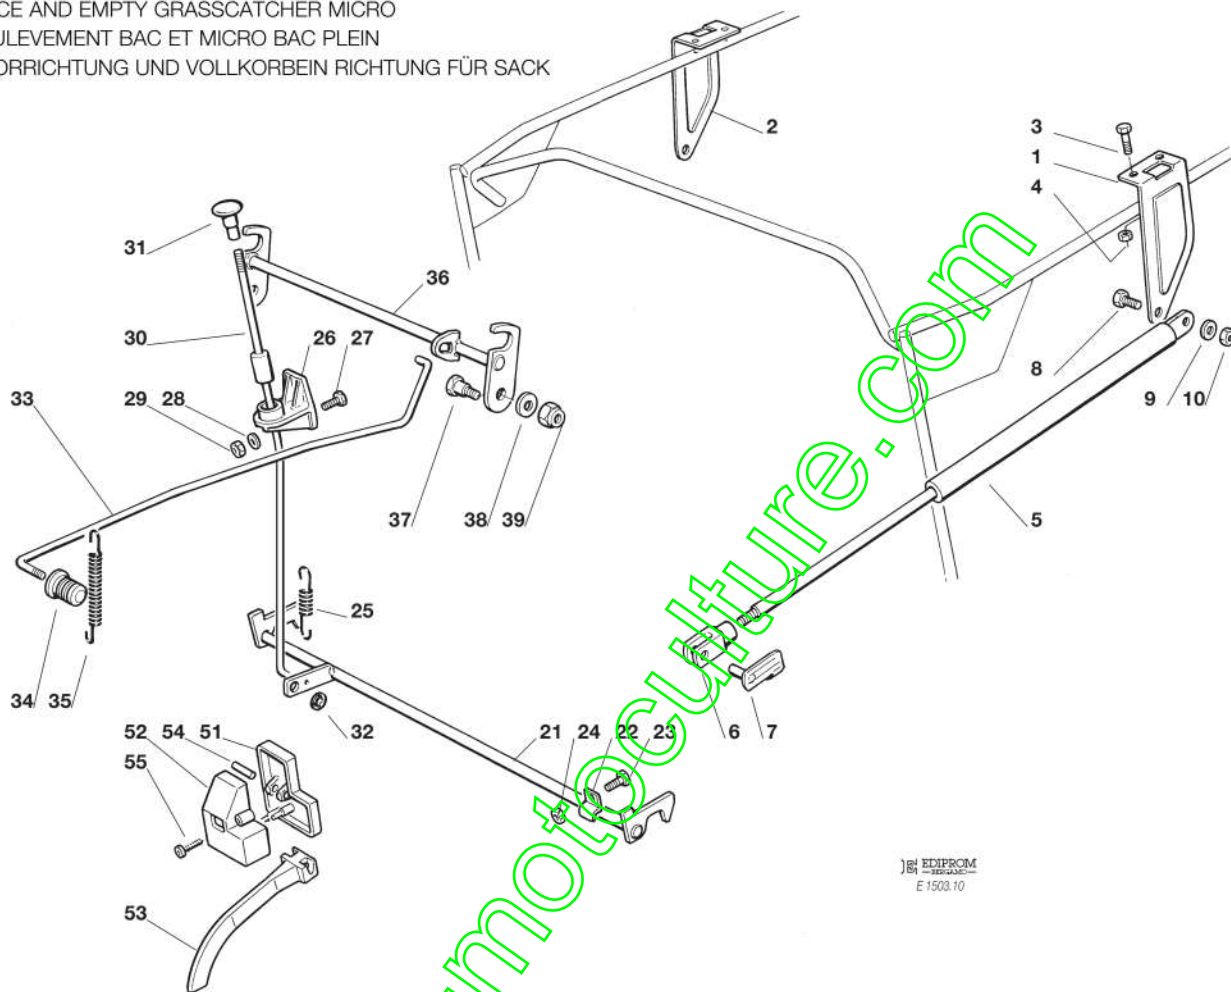 CE AND EMPTY GRASSCATCHER MICRO
ULEVEMENT BAC ET MICRO BAC PLEIN
ORRICHTUNG UND VOLLKORBEIN RICHTUNG FÜR SACK
2
3
1
4
31
36
30
26 27
8
33
29 28
9 10
37 38 39
5
25
34 35
6 7
52 54 51
32
21 24 22 23
55
53
EDIPROM
BERGAMO
E 1503.10
motoculture.com